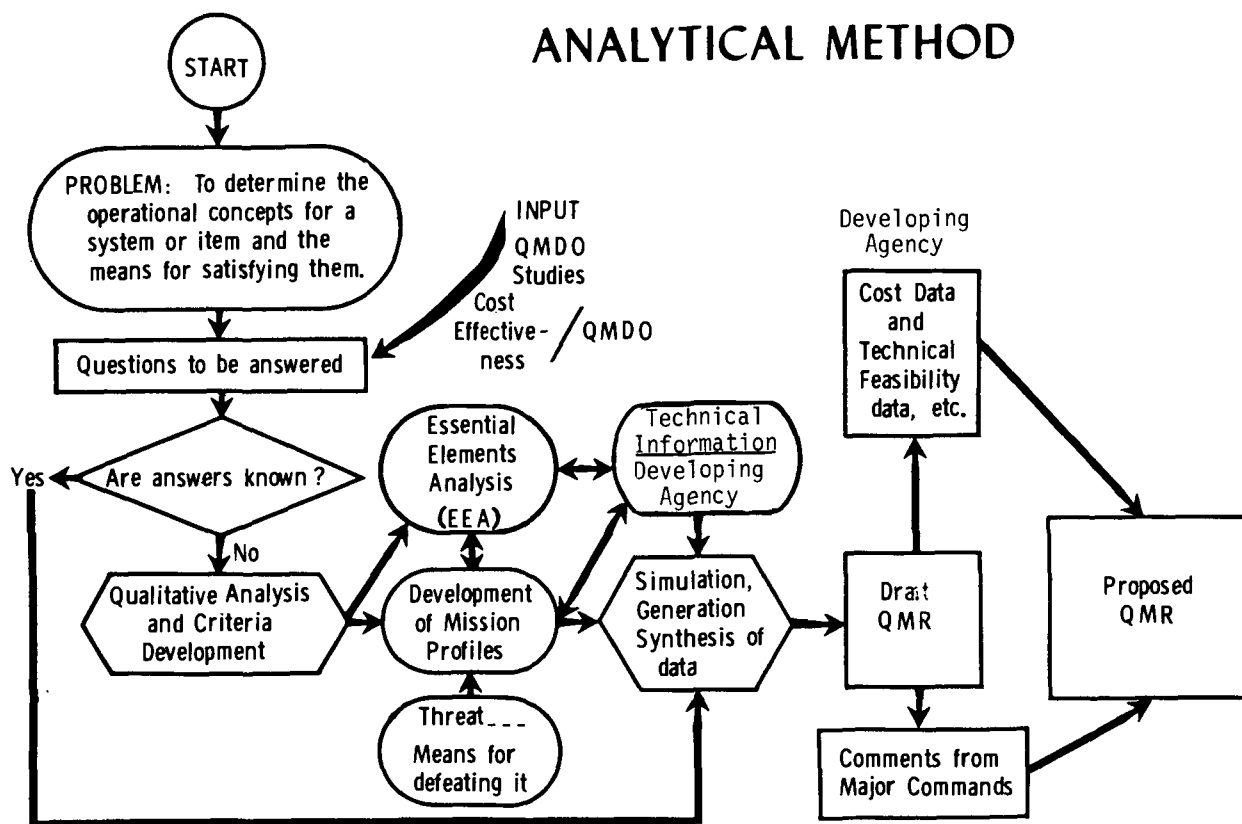 ANALYTICAL METHOD
START
PROBLEM: To determine the
operational concepts for a
system or item and the
means for satisfying them.
INPUT
QMDO
Studies
Cost
Effective-
ness
/ QMDO
Questions to be answered
Are answers known?
Yes
No
Qualitative Analysis
and Criteria
Development
Essential
Elements
Analysis
(EEA)
Technical
Information
Developing
Agency
Development
of Mission
Profiles
Threat___
Means for
defeating it
Simulation,
Generation
Synthesis of
data
Developing
Agency
Cost Data
and
Technical
Feasibility
data, etc.
Draft
QMR
Comments from
Major Commands
Proposed
QMR